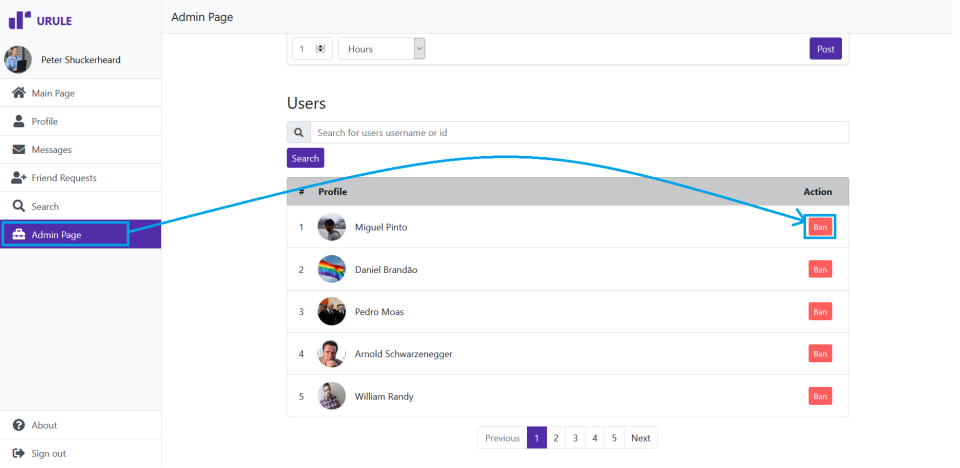 URULE
Admin Page
Peter Shuckerheard
Main Page
Profile
Messages
Friend Requests
Search
Admin Page
About
Sign out
1 Hours Post
Users
Search for users username or id
Search
# Profile Action
1 Miguel Pinto Ban
2 Daniel Brandão Ban
3 Pedro Moas Ban
4 Arnold Schwarzenegger Ban
5 William Randy Ban
Previous 1 2 3 4 5 Next